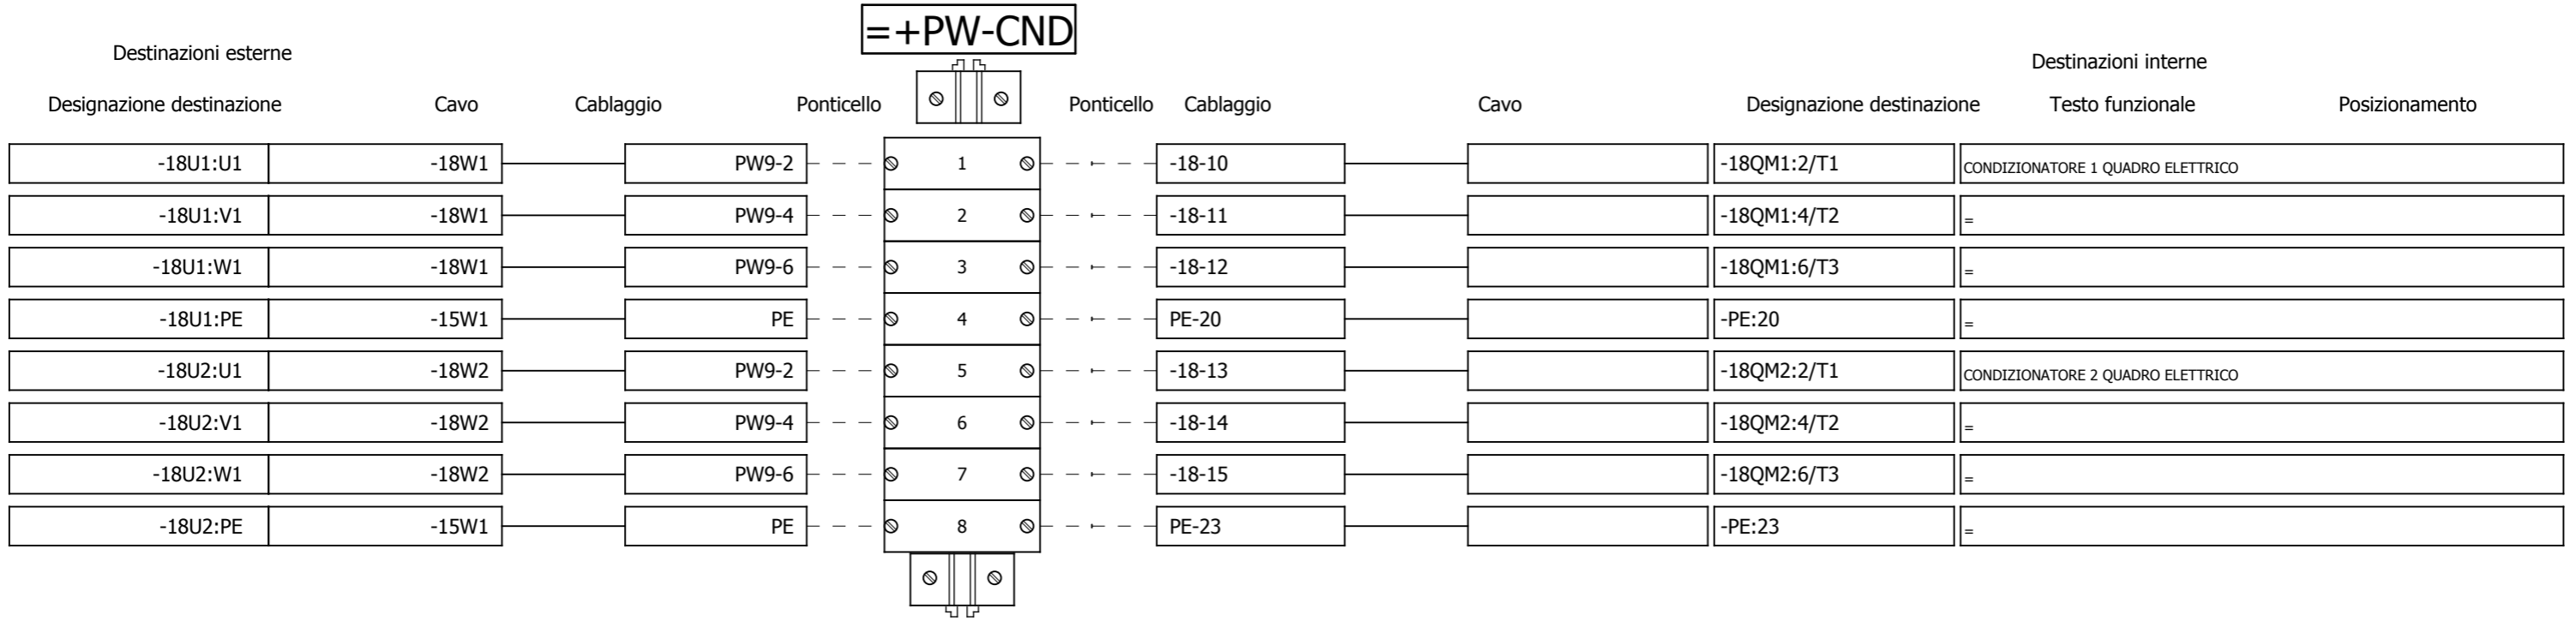 =+PW-CND
Destinazioni esterne
Destinazioni interne
Designazione destinazione Cavo Cablaggio Ponticello Ponticello Cablaggio Cavo Designazione destinazione Testo funzionale Posizionamento
-18U1:U1 -18W1 PW9-2 1 -18-10 -18QM1:2/T1 CONDIZIONATORE 1 QUADRO ELETTRICO
-18U1:V1 -18W1 PW9-4 2 -18-11 -18QM1:4/T2 =
-18U1:W1 -18W1 PW9-6 3 -18-12 -18QM1:6/T3 =
-18U1:PE -15W1 PE 4 PE-20 -PE:20 =
-18U2:U1 -18W2 PW9-2 5 -18-13 -18QM2:2/T1 CONDIZIONATORE 2 QUADRO ELETTRICO
-18U2:V1 -18W2 PW9-4 6 -18-14 -18QM2:4/T2 =
-18U2:W1 -18W2 PW9-6 7 -18-15 -18QM2:6/T3 =
-18U2:PE -15W1 PE 8 PE-23 -PE:23 =